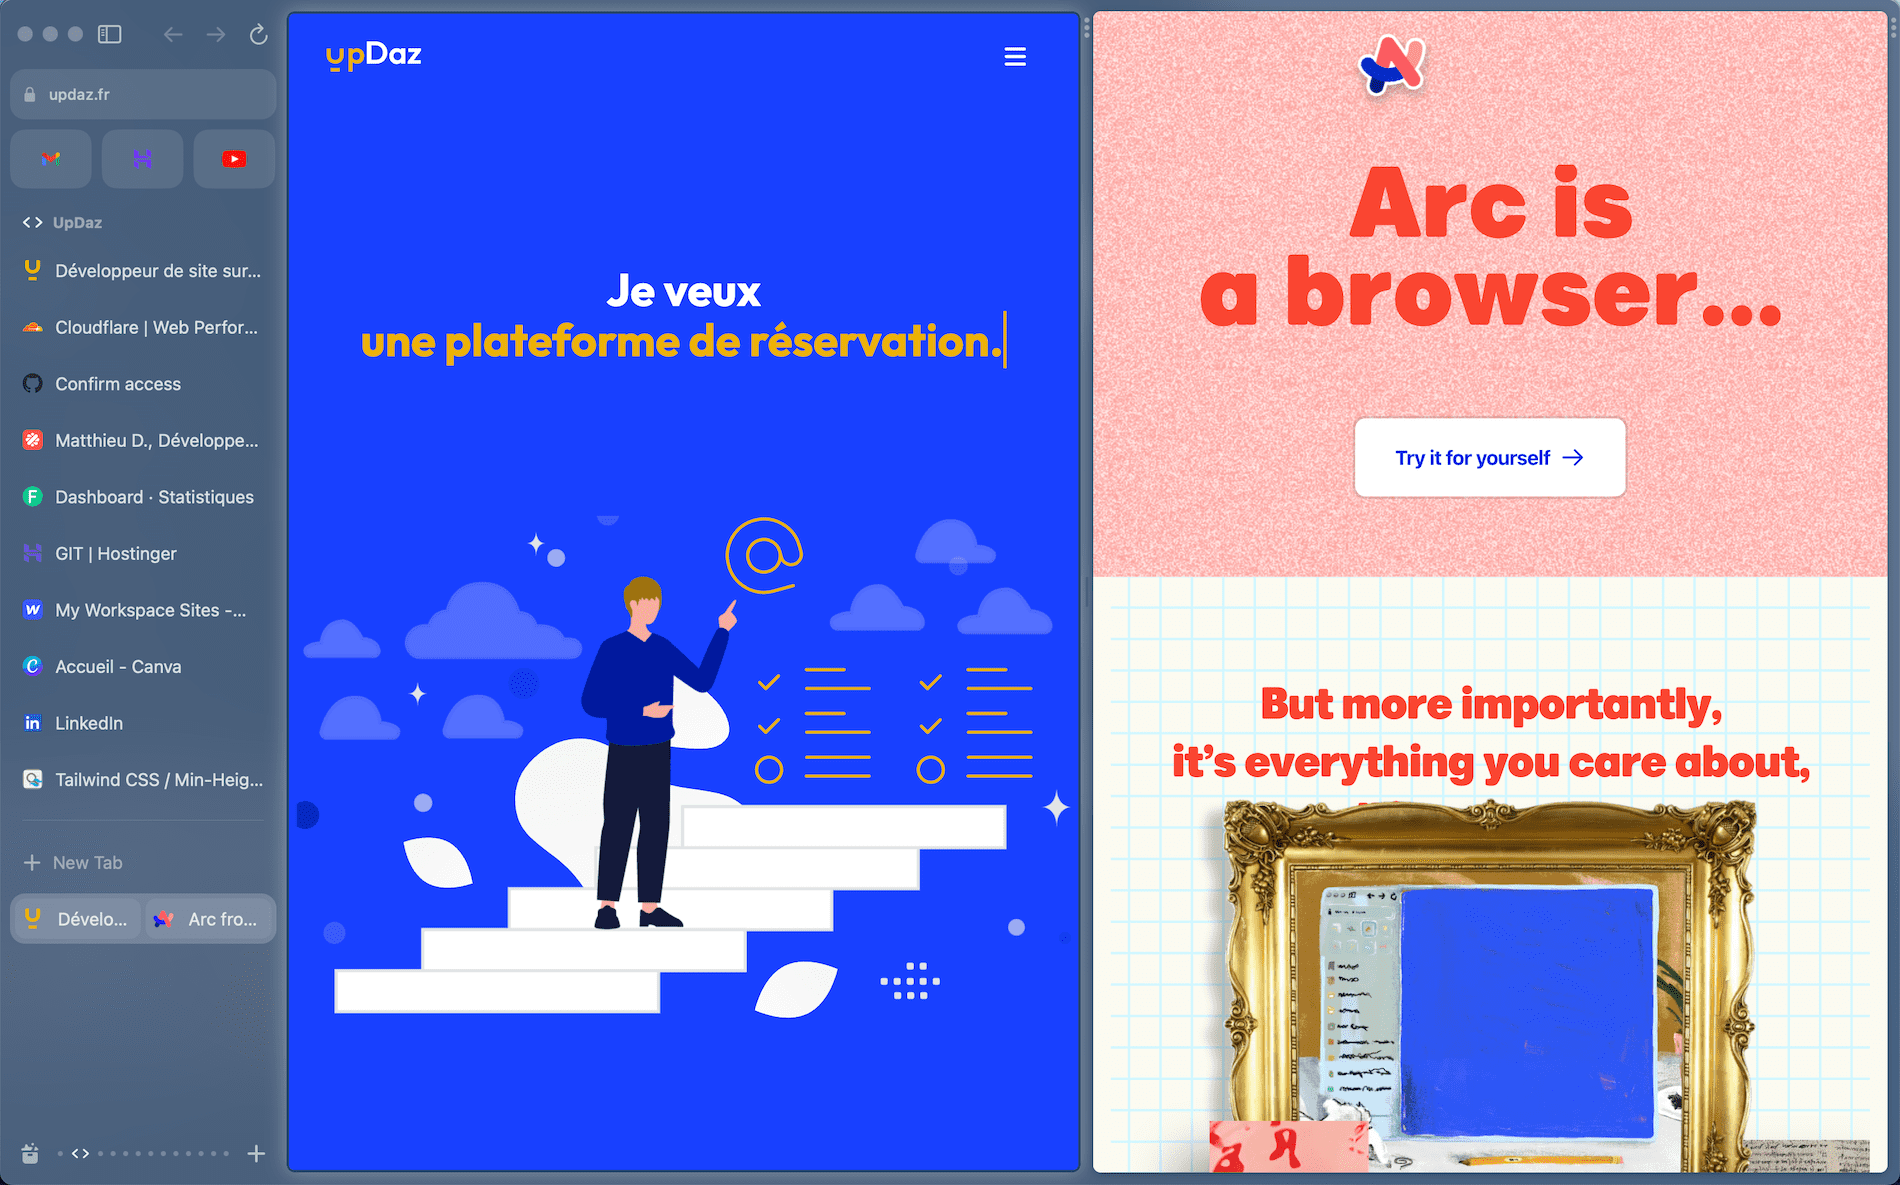 updaz.fr
UpDaz
Développeur de site sur...
Cloudflare | Web Perfor...
Confirm access
Matthieu D., Développe...
Dashboard · Statistiques
GIT | Hostinger
My Workspace Sites -...
Accueil - Canva
LinkedIn
Tailwind CSS / Min-Heig...
New Tab
Dévelo...
Arc fro...
upDaz
Je veux
une plateforme de réservation.
Arc is
a browser...
Try it for yourself
But more importantly,
it's everything you care about,